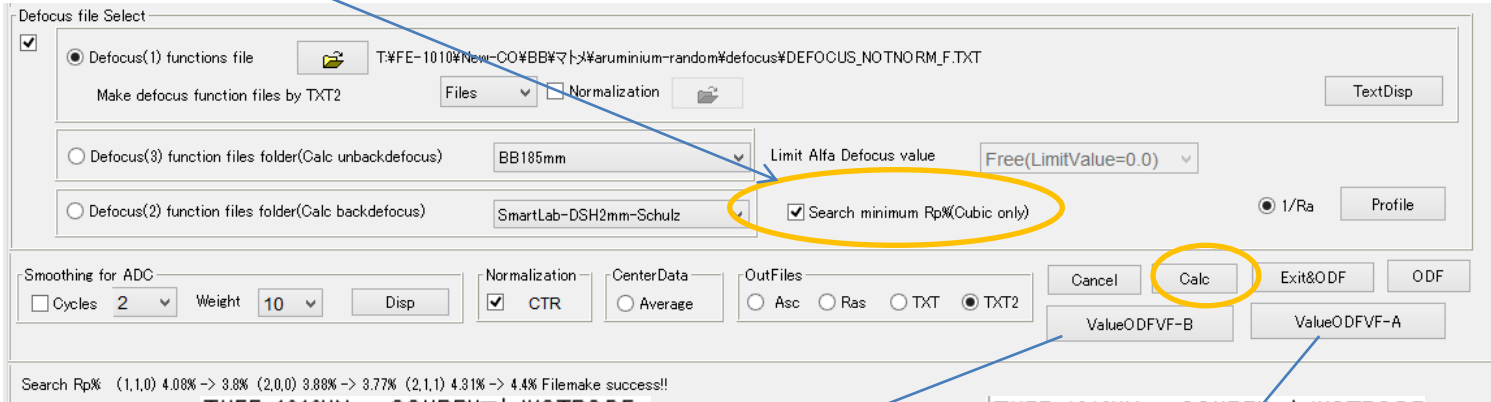 Defocus file Select
Defocus(1) functions file T:¥FE-1010¥New-CO¥BB¥マトメ¥aruminium-random¥defocus¥DEFOCUS_NOTNORM_F.TXT
Make defocus function files by TXT2 Files Normalization TextDisp
Defocus(3) function files folder(Calc unbackdefocus) BB185mm Limit Alfa Defocus value Free(LimitValue=0.0)
Defocus(2) function files folder(Calc backdefocus) SmartLab-DSH2mm-Schulz Search minimum Rp%(Cubic only) 1/Ra Profile
Smoothing for ADC Normalization CenterData OutFiles
Cycles 2 Weight 10 Disp CTR Average Asc Ras TXT TXT2 Cancel Calc Exit&ODF ODF
ValueODFVF-B ValueODFVF-A
Search Rp% (1,1,0) 4.08% -> 3.8% (2,0,0) 3.88% -> 3.77% (2,1,1) 4.31% -> 4.4% Filemake success!!